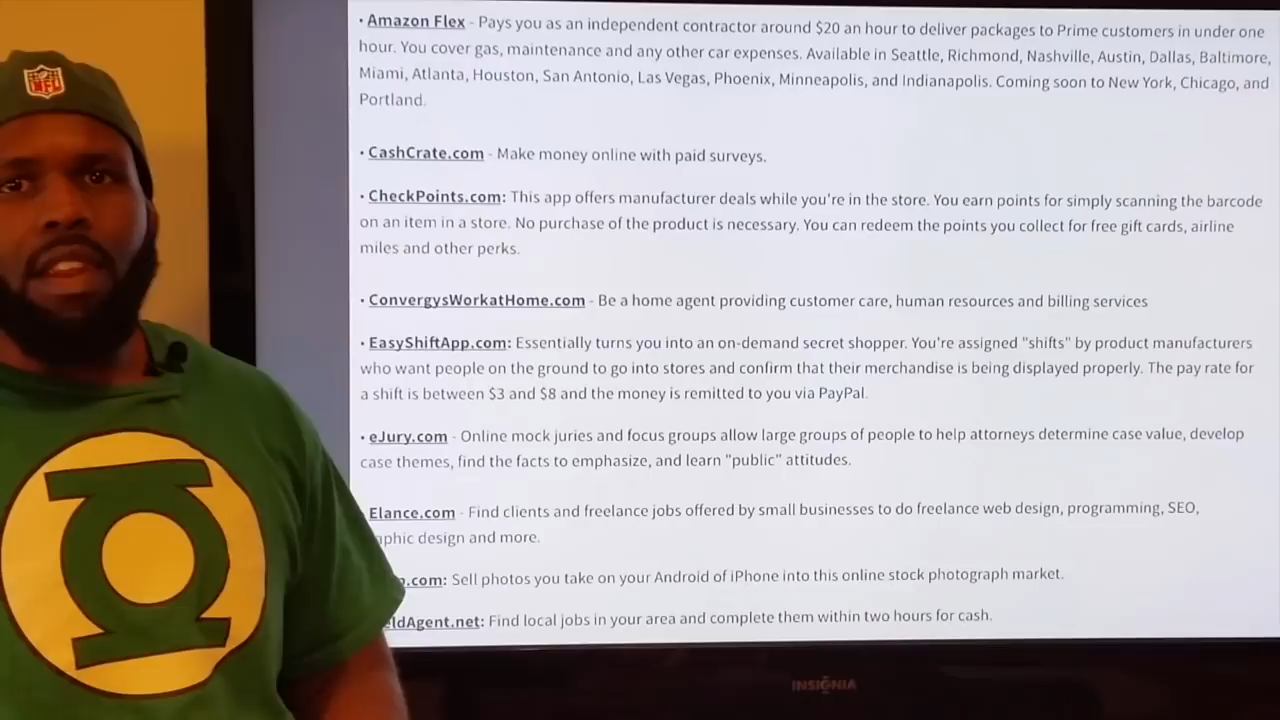 NFL
• Amazon Flex - Pays you as an independent contractor around $20 an hour to deliver packages to Prime customers in under one
hour. You cover gas, maintenance and any other car expenses. Available in Seattle, Richmond, Nashville, Austin, Dallas, Baltimore,
Miami, Atlanta, Houston, San Antonio, Las Vegas, Phoenix, Minneapolis, and Indianapolis. Coming soon to New York, Chicago, and
Portland.
• CashCrate.com - Make money online with paid surveys.
• CheckPoints.com: This app offers manufacturer deals while you're in the store. You earn points for simply scanning the barcode
on an item in a store. No purchase of the product is necessary. You can redeem the points you collect for free gift cards, airline
miles and other perks.
• ConvergysWorkatHome.com - Be a home agent providing customer care, human resources and billing services
• EasyShiftApp.com: Essentially turns you into an on-demand secret shopper. You're assigned "shifts" by product manufacturers
who want people on the ground to go into stores and confirm that their merchandise is being displayed properly. The pay rate for
a shift is between $3 and $8 and the money is remitted to you via PayPal.
• eJury.com - Online mock juries and focus groups allow large groups of people to help attorneys determine case value, develop
case themes, find the facts to emphasize, and learn "public" attitudes.
Elance.com - Find clients and freelance jobs offered by small businesses to do freelance web design, programming, SEO,
aphic design and more.
.com: Sell photos you take on your Android of iPhone into this online stock photograph market.
ldAgent.net: Find local jobs in your area and complete them within two hours for cash.
INSIGNIA